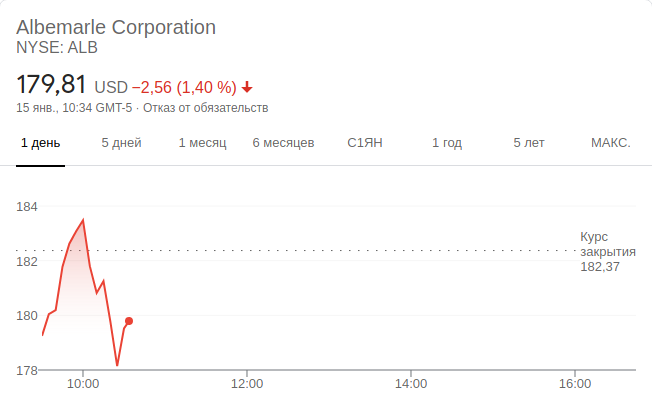 Albemarle Corporation
NYSE: ALB
179,81 USD −2,56 (1,40 %)
15 янв., 10:34 GMT-5 · Отказ от обязательств
1 день 5 дней 1 месяц 6 месяцев С1ЯН 1 год 5 лет МАКС.
184
Курс
закрытия
182,37
182
180
178
10:00 12:00 14:00 16:00